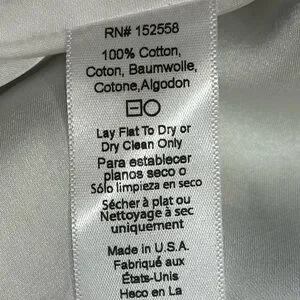 RN# 152558
100% Cotton,
Coton, Baumwolle,
Cotone,Algodon
Lay Flat To Dry or
Dry Clean Only
Para establecer
planos seco o
Sólo limpieza en seco
Sécher à plat ou
Nettoyage à sec
uniquement
Made in U.S.A.
Fabriqué aux
États-Unis
Heco en La